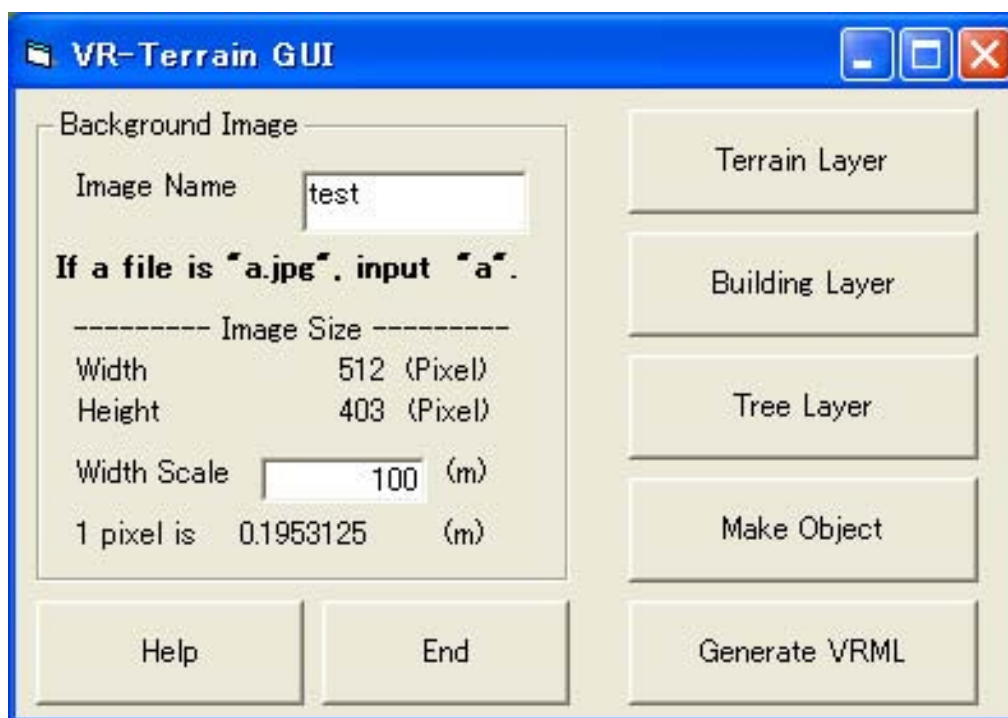 VR-Terrain GUI
Background Image
Image Name test
If a file is "a.jpg", input "a".
--------- Image Size ---------
Width 512 (Pixel)
Height 403 (Pixel)
Width Scale 100 (m)
1 pixel is 0.1953125 (m)
Help
End
Terrain Layer
Building Layer
Tree Layer
Make Object
Generate VRML